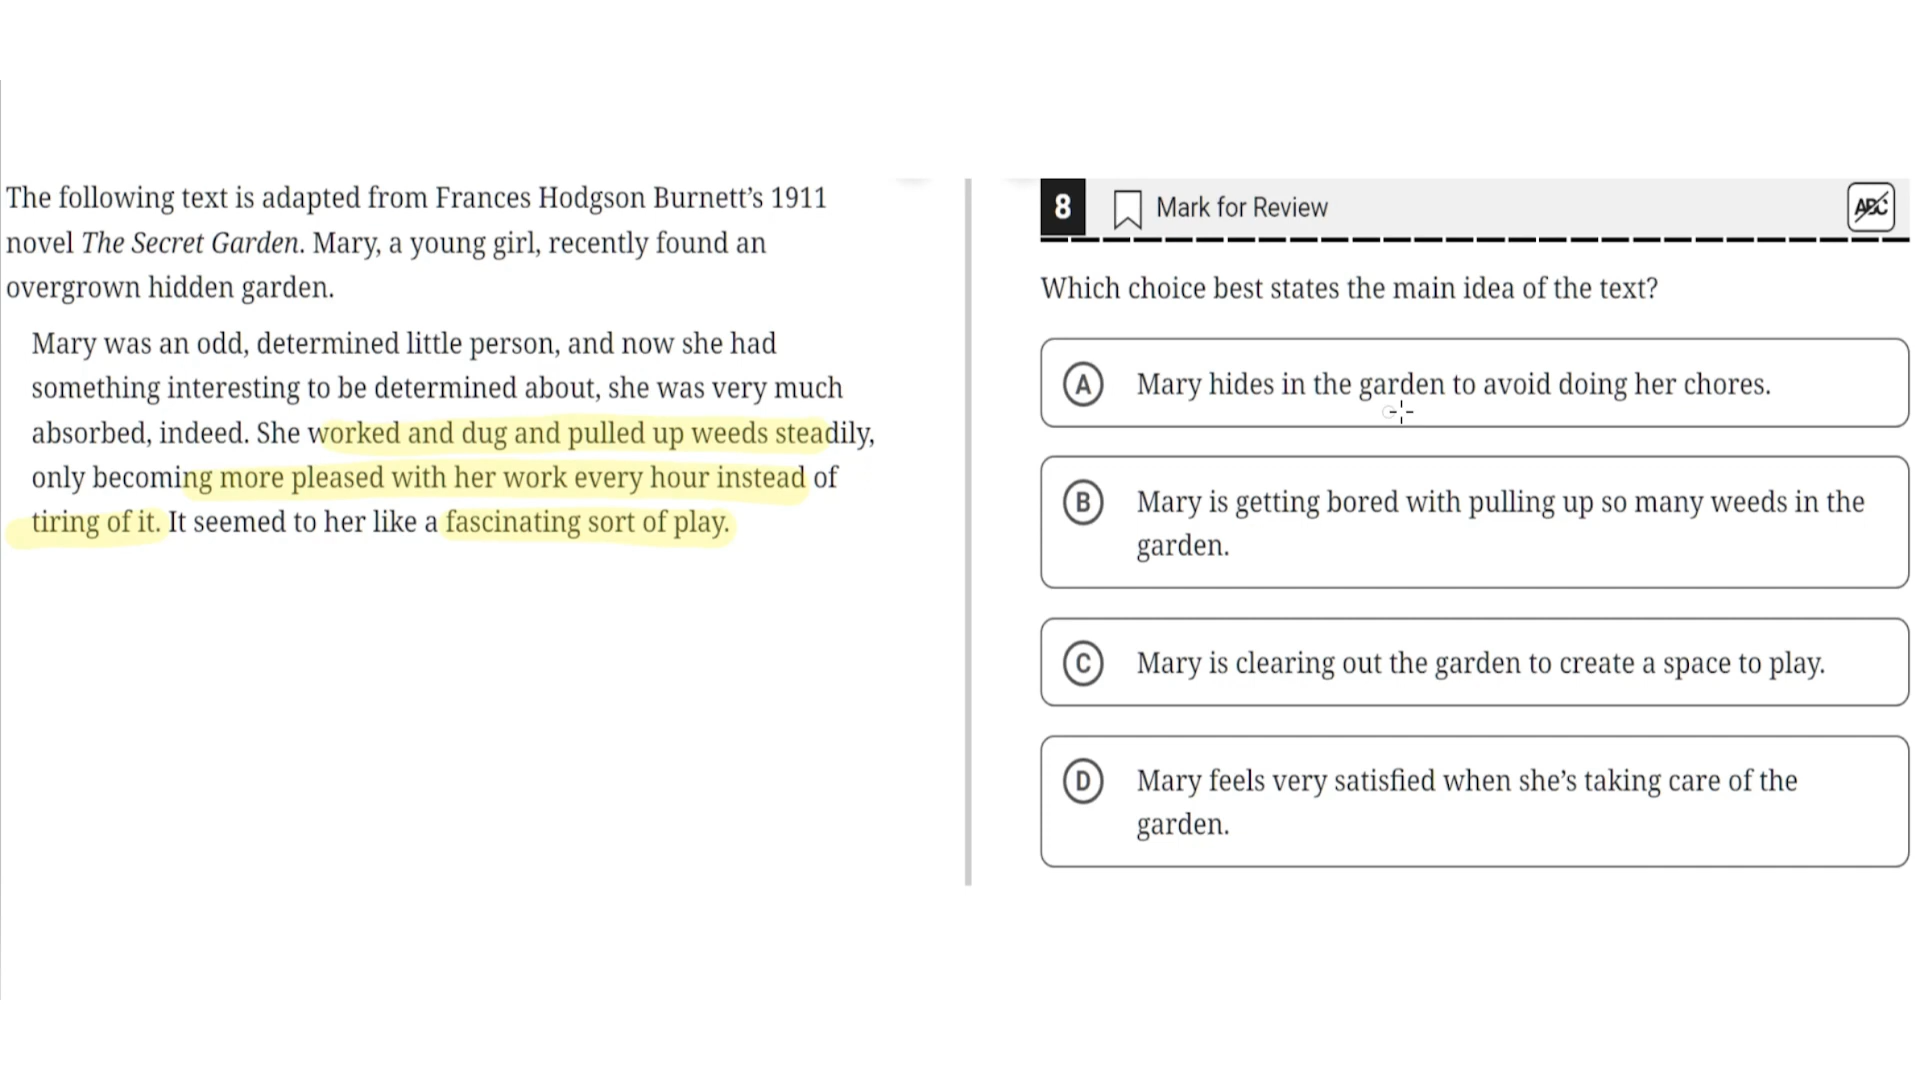 The following text is adapted from Frances Hodgson Burnett’s 1911
novel The Secret Garden. Mary, a young girl, recently found an
overgrown hidden garden.
Mary was an odd, determined little person, and now she had
something interesting to be determined about, she was very much
absorbed, indeed. She worked and dug and pulled up weeds steadily,
only becoming more pleased with her work every hour instead of
tiring of it. It seemed to her like a fascinating sort of play.
8 Mark for Review ABC
Which choice best states the main idea of the text?
A Mary hides in the garden to avoid doing her chores.
B Mary is getting bored with pulling up so many weeds in the
garden.
C Mary is clearing out the garden to create a space to play.
D Mary feels very satisfied when she’s taking care of the
garden.